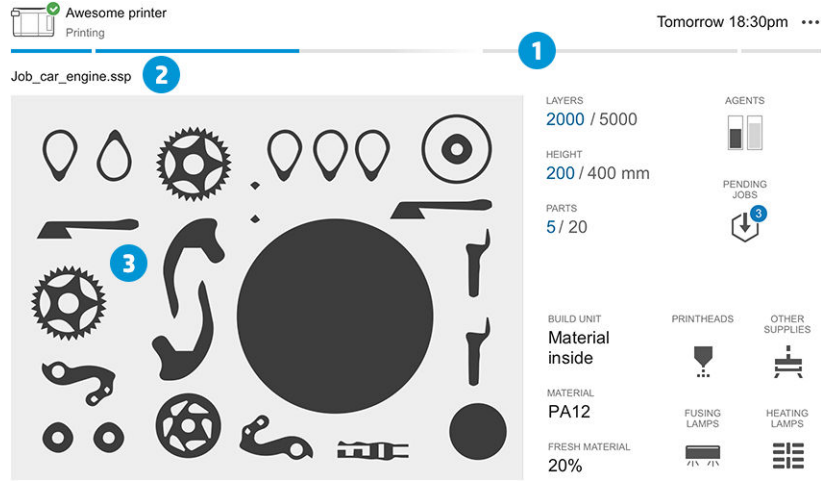 Awesome printer
Printing
Tomorrow 18:30pm
1
Job_car_engine.ssp
2
LAYERS
2000 / 5000
AGENTS
HEIGHT
200 / 400 mm
PENDING
JOBS
3
PARTS
5 / 20
3
BUILD UNIT
Material
inside
PRINTHEADS
OTHER
SUPPLIES
MATERIAL
PA12
FUSING
LAMPS
HEATING
LAMPS
FRESH MATERIAL
20%